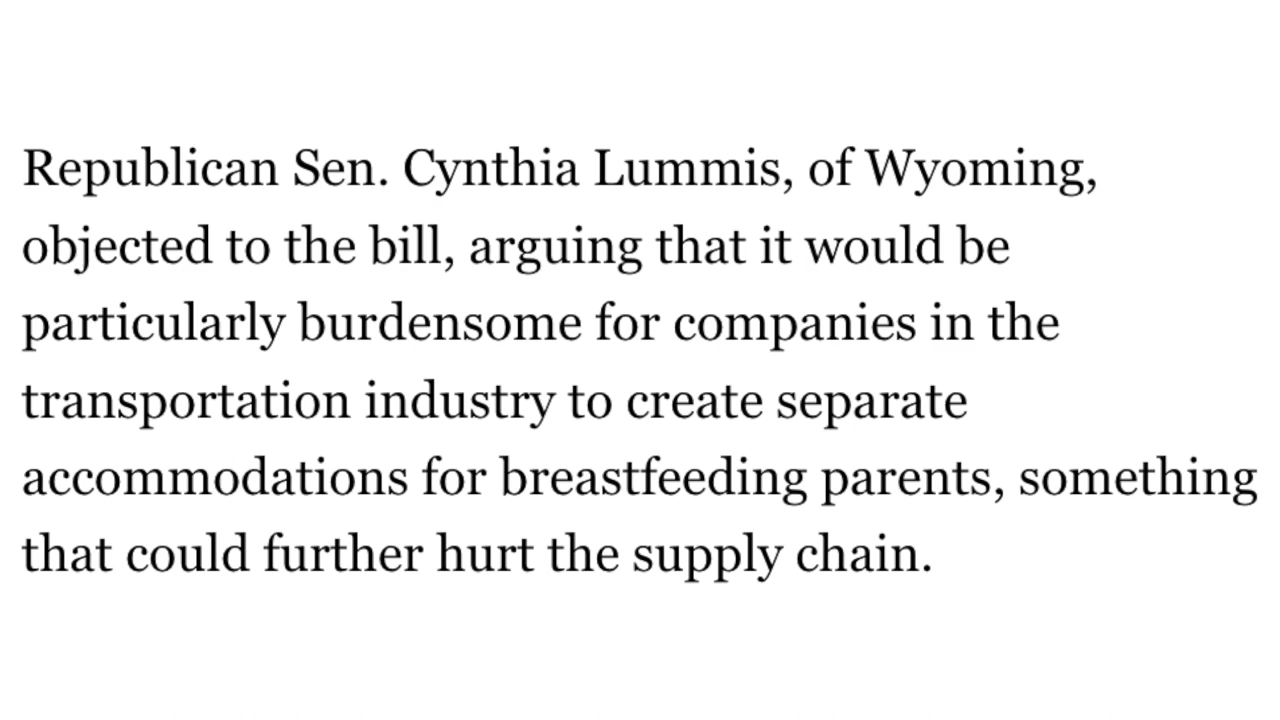 Republican Sen. Cynthia Lummis, of Wyoming,
objected to the bill, arguing that it would be
particularly burdensome for companies in the
transportation industry to create separate
accommodations for breastfeeding parents, something
that could further hurt the supply chain.